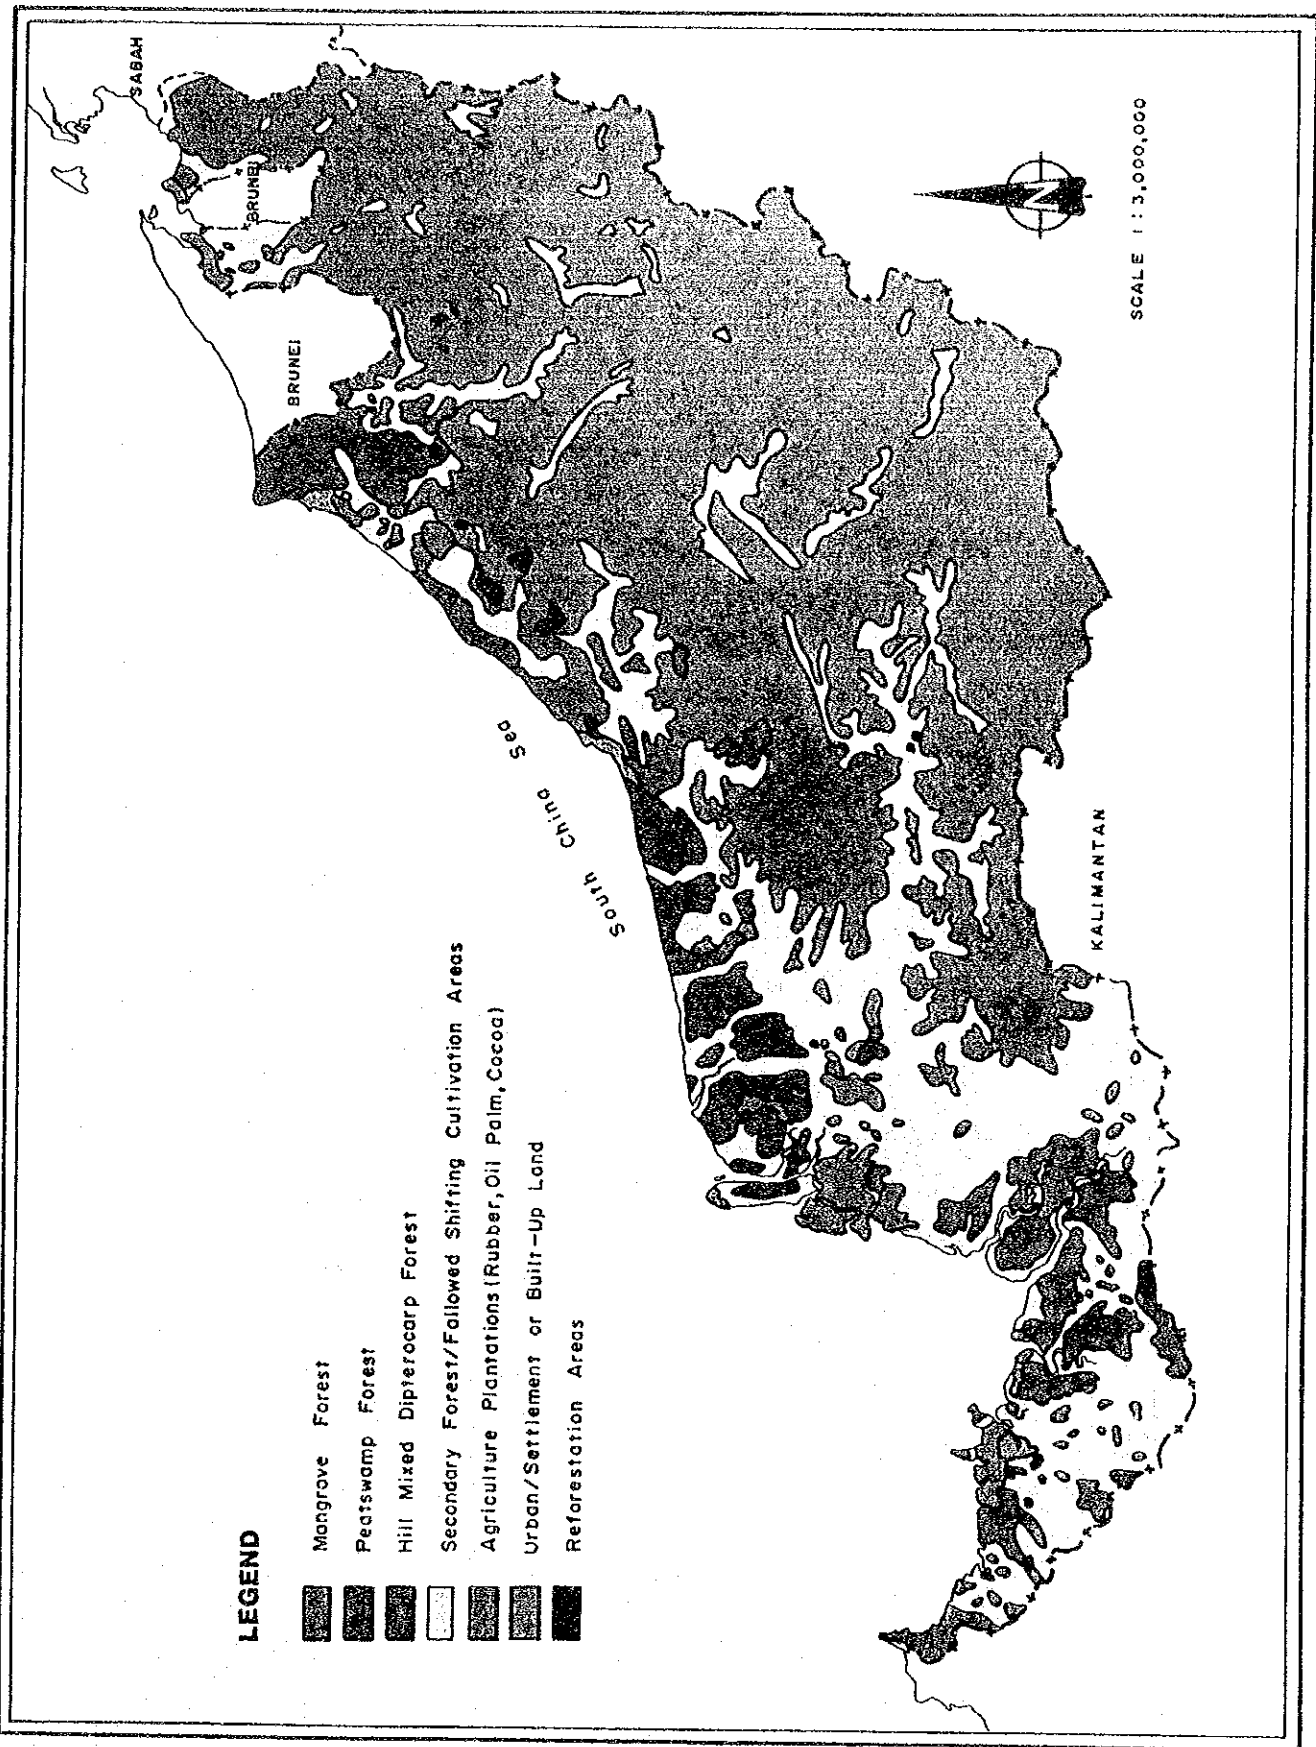 SABAH
BRUNEI
BRUNEI
South China Sea
KALIMANTAN
N
SCALE 1:3,000,000
LEGEND
Mangrove Forest
Peatswamp Forest
Hill Mixed Dipterocarp Forest
Secondary Forest/Fallowed Shifting Cultivation Areas
Agriculture Plantations(Rubber, Oil Palm, Cocoa)
Urban/Settlement or Built-Up Land
Reforestation Areas